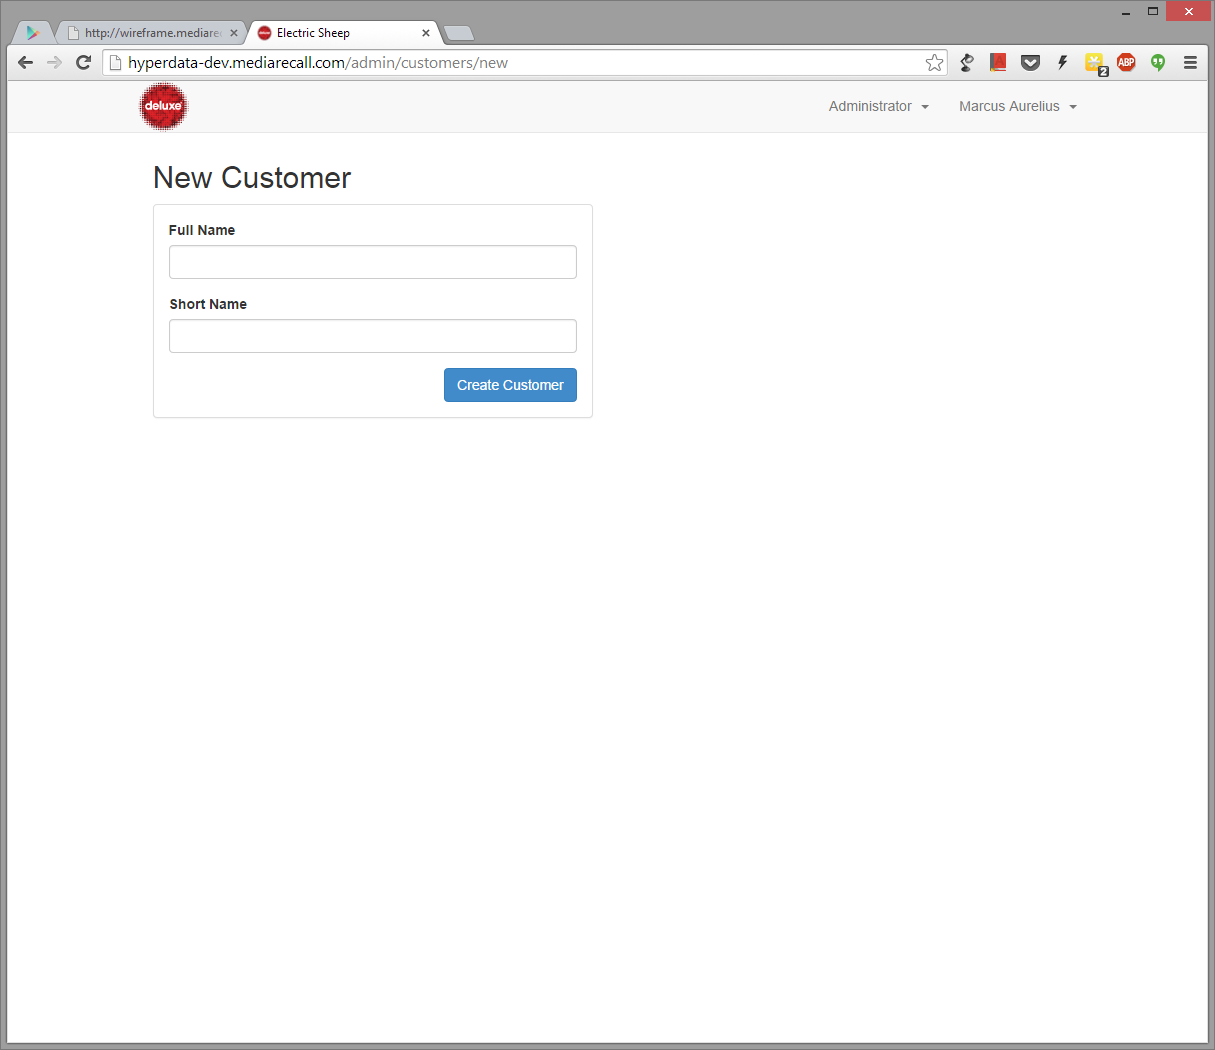 http://wireframe.mediare
Electric Sheep
hyperdata-dev.mediarecall.com/admin/customers/new
2
ABP
deluxe
Administrator
Marcus Aurelius
New Customer
Full Name
Short Name
Create Customer